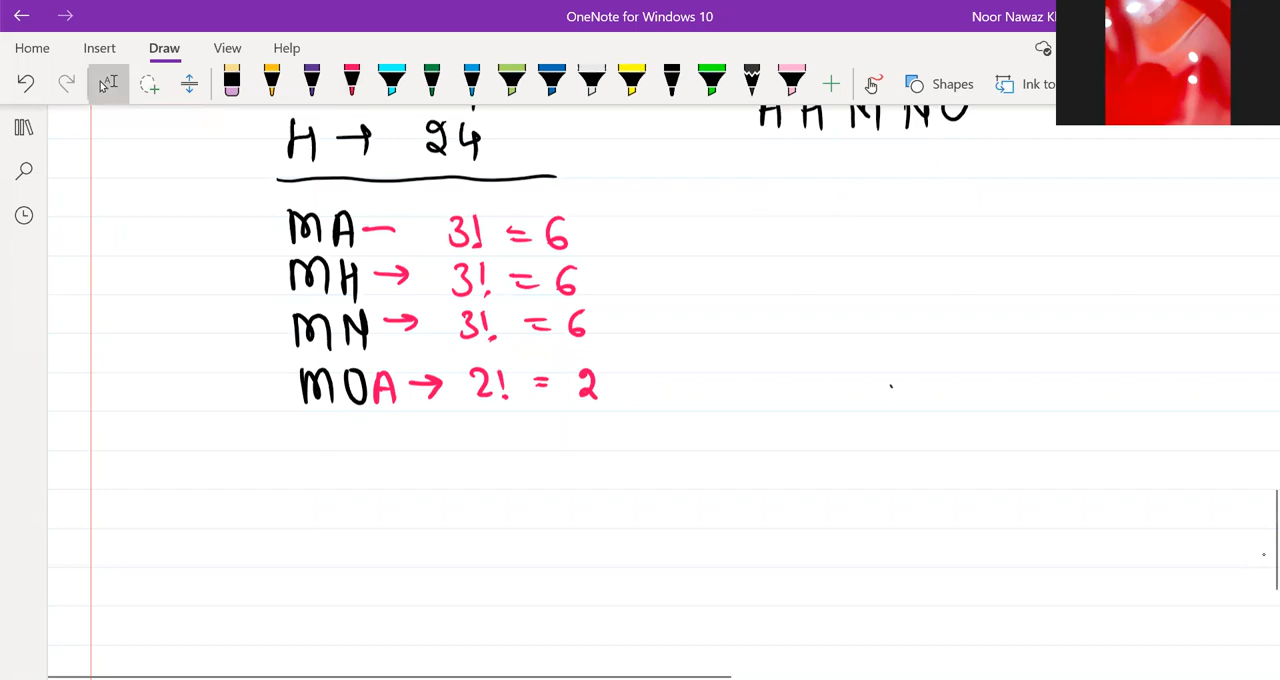 OneNote for Windows 10
Noor Nawaz
Home Insert Draw View Help
Shapes Ink to
H → 24
MA — 3! = 6
MH → 3! = 6
MN → 3! = 6
MOA → 2! = 2